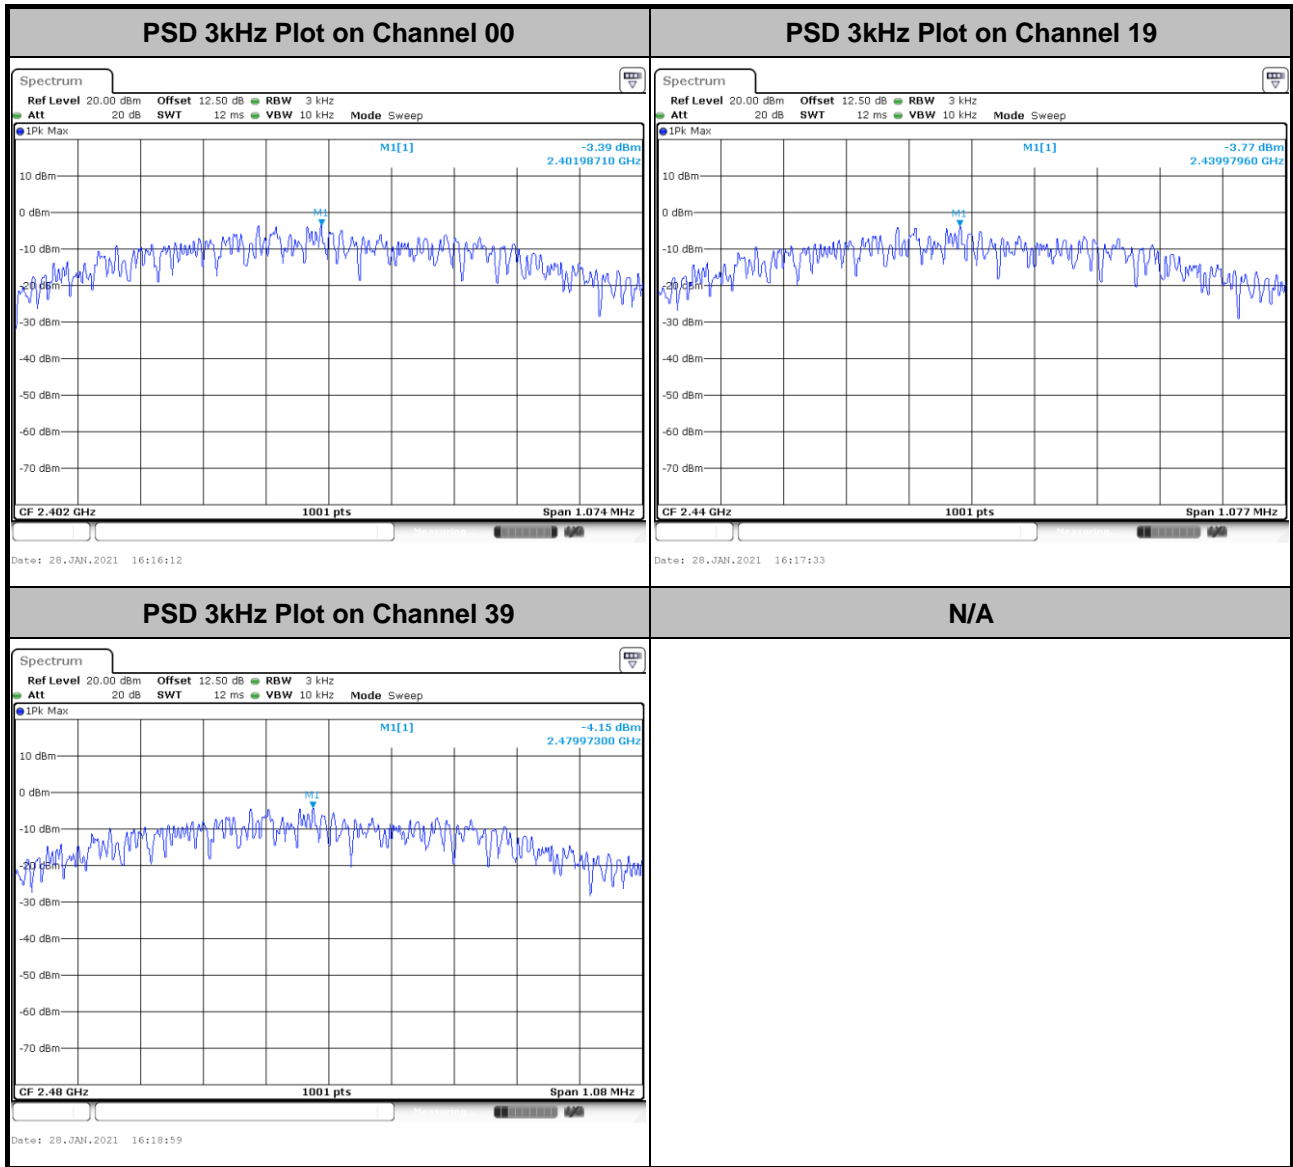 PSD 3kHz Plot on Channel 00
PSD 3kHz Plot on Channel 19
Spectrum
Ref Level 20.00 dBm Offset 12.50 dB RBW 3 kHz
Att 20 dB SWT 12 ms VBW 10 kHz Mode Sweep
1Pk Max
M1[1] -3.39 dBm
2.40198710 GHz
10 dBm
M1
0 dBm
-10 dBm
-20 dBm
-30 dBm
-40 dBm
-50 dBm
-60 dBm
-70 dBm
CF 2.402 GHz 1001 pts Span 1.074 MHz
Measuring
Date: 28.JAN.2021 16:16:12
Spectrum
Ref Level 20.00 dBm Offset 12.50 dB RBW 3 kHz
Att 20 dB SWT 12 ms VBW 10 kHz Mode Sweep
1Pk Max
M1[1] -3.77 dBm
2.43997960 GHz
10 dBm
M1
0 dBm
-10 dBm
-20 dBm
-30 dBm
-40 dBm
-50 dBm
-60 dBm
-70 dBm
CF 2.44 GHz 1001 pts Span 1.077 MHz
Measuring
Date: 28.JAN.2021 16:17:33
PSD 3kHz Plot on Channel 39
N/A
Spectrum
Ref Level 20.00 dBm Offset 12.50 dB RBW 3 kHz
Att 20 dB SWT 12 ms VBW 10 kHz Mode Sweep
1Pk Max
M1[1] -4.15 dBm
2.47997300 GHz
10 dBm
0 dBm
M1
-10 dBm
-20 dBm
-30 dBm
-40 dBm
-50 dBm
-60 dBm
-70 dBm
CF 2.48 GHz 1001 pts Span 1.08 MHz
Measuring
Date: 28.JAN.2021 16:18:59